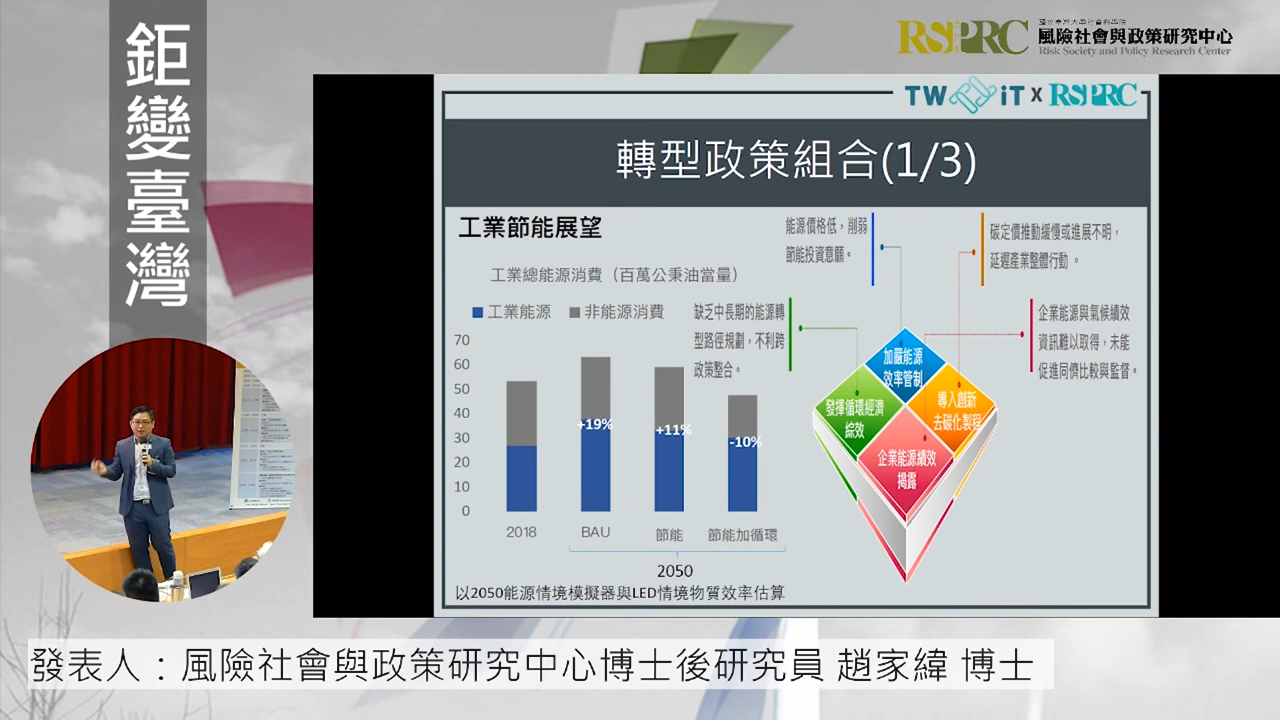 鉅變臺灣
RSPRC
風險社會與政策研究中心
Risk Society and Policy Research Center
TW iT x RSPRC
轉型政策組合(1/3)
工業節能展望
工業總能源消費（百萬公秉油當量）
工業能源 非能源消費
70
60
50
40
30
20
10
0
+19%
+11%
-10%
2018 BAU 節能 節能加循環
2050
以2050能源情境模擬器與LED情境物質效率估算
能源價格低，削弱
節能投資意願。
碳定價推動緩慢或進展不明，
延遲產業整體行動。
缺乏中長期的能源轉
型路徑規劃，不利跨
政策整合。
企業能源與氣候績效
資訊難以取得，未能
促進同儕比較與監督。
加嚴能源
效率管制
發揮循環經濟
綜效
導入創新
去碳化製程
企業能源績效
揭露
發表人：風險社會與政策研究中心博士後研究員 趙家緯 博士